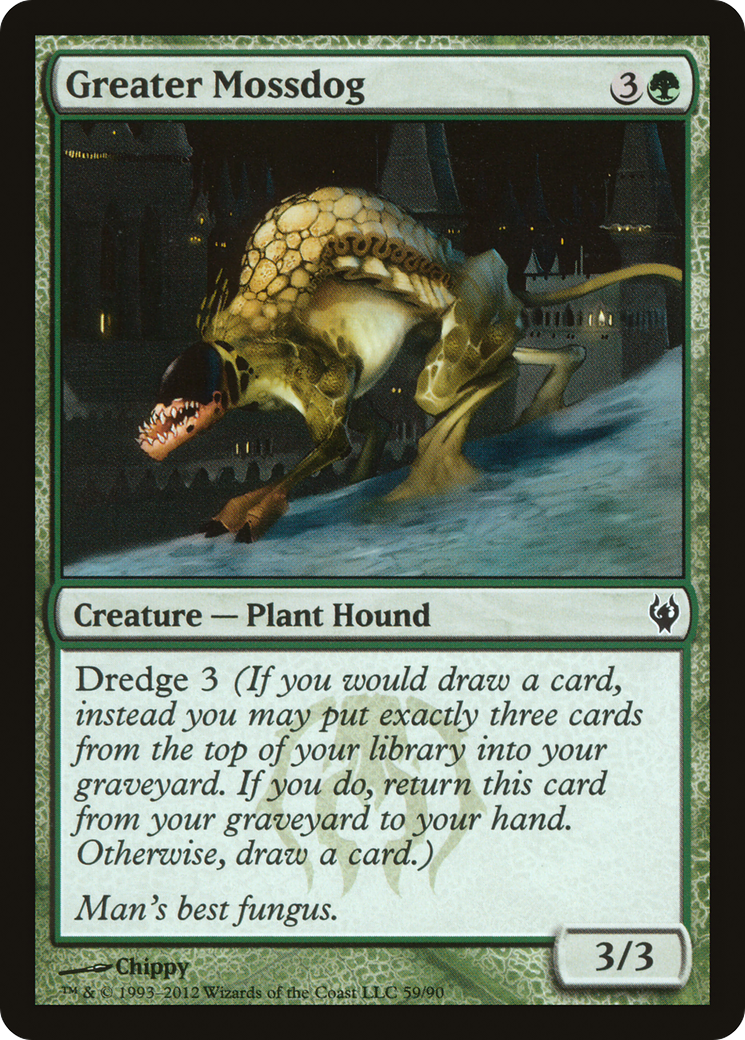 Greater Mossdog 3
Creature — Plant Hound
Dredge 3 (If you would draw a card,
instead you may put exactly three cards
from the top of your library into your
graveyard. If you do, return this card
from your graveyard to your hand.
Otherwise, draw a card.)
Man's best fungus.
3/3
Chippy
™ & © 1993–2012 Wizards of the Coast LLC 59/90